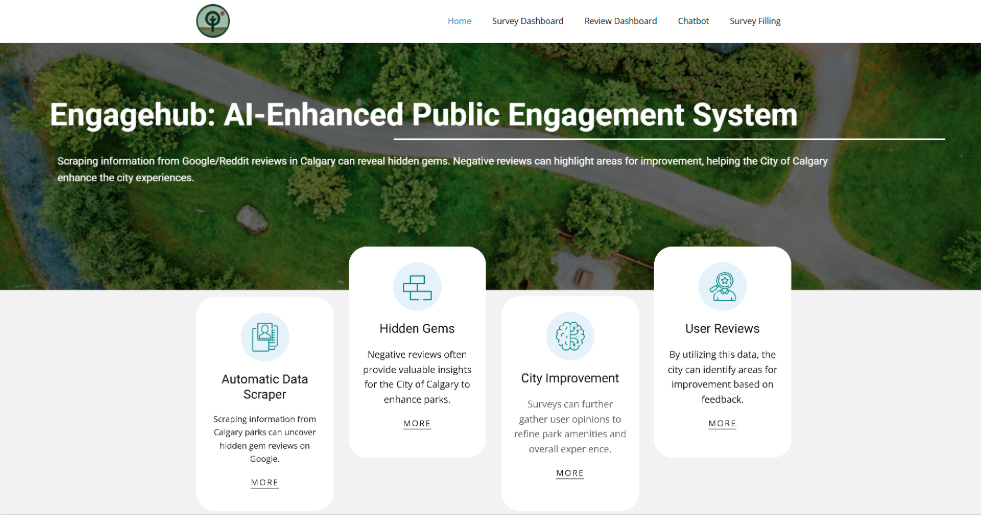 Home Survey Dashboard Review Dashboard Chatbot Survey Filling
Engagehub: AI-Enhanced Public Engagement System
Scraping information from Google/Reddit reviews in Calgary can reveal hidden gems. Negative reviews can highlight areas for improvement, helping the City of Calgary
enhance the city experiences.
Automatic Data
Scraper
Scraping information from
Calgary parks can uncover
hidden gem reviews on
Google.
MORE
Hidden Gems
Negative reviews often
provide valuable insights
for the City of Calgary to
enhance parks.
MORE
City Improvement
Surveys can further
gather user opinions to
refine park amenities and
overall experience.
MORE
User Reviews
By utilizing this data, the
city can identify areas for
improvement based on
feedback.
MORE